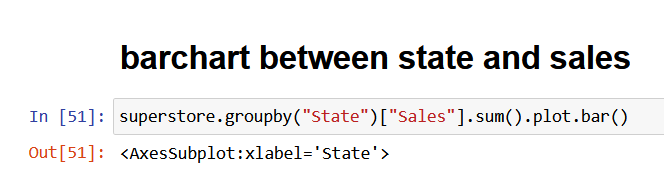 barchart between state and sales
In [51]: superstore.groupby("State")["Sales"].sum().plot.bar()
Out[51]: <AxesSubplot:xlabel='State'>